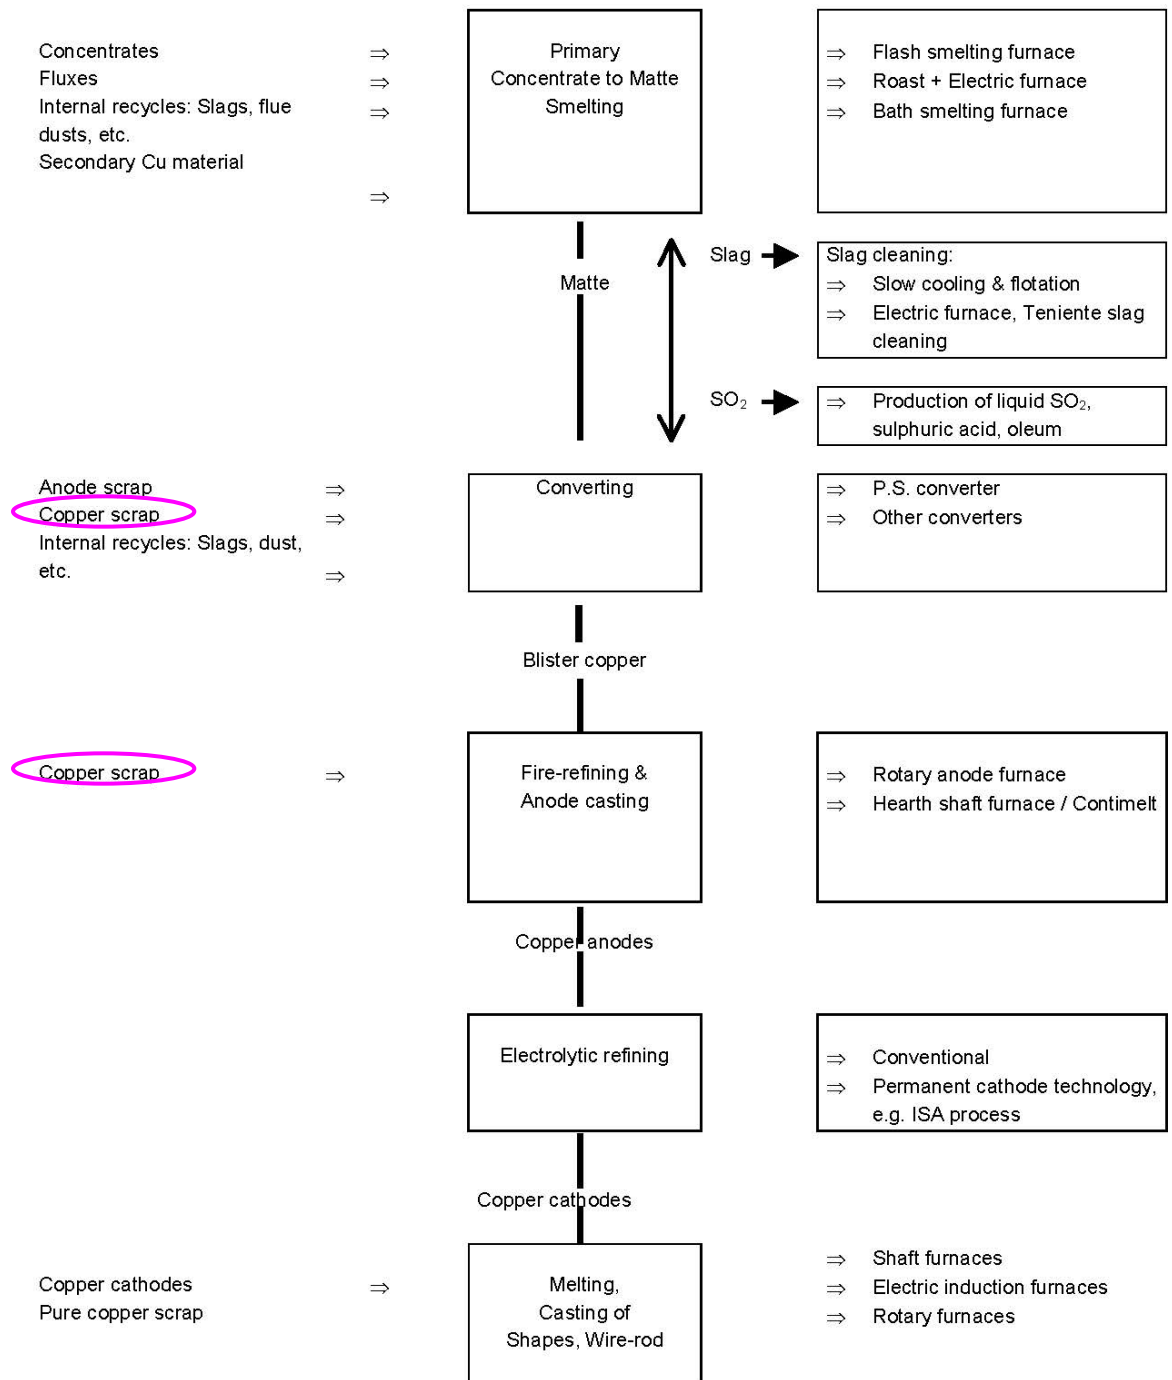 Concentrates ⇒
Fluxes ⇒
Internal recycles: Slags, flue ⇒
dusts, etc.
Secondary Cu material
⇒
Primary
Concentrate to Matte
Smelting
⇒ Flash smelting furnace
⇒ Roast + Electric furnace
⇒ Bath smelting furnace
Matte
Slag
Slag cleaning:
⇒ Slow cooling & flotation
⇒ Electric furnace, Teniente slag
cleaning
SO₂
⇒ Production of liquid SO₂,
sulphuric acid, oleum
Anode scrap ⇒
Copper scrap ⇒
Internal recycles: Slags, dust,
etc. ⇒
Converting
⇒ P.S. converter
⇒ Other converters
Blister copper
Copper scrap ⇒
Fire-refining &
Anode casting
⇒ Rotary anode furnace
⇒ Hearth shaft furnace / Contimelt
Copper anodes
Electrolytic refining
⇒ Conventional
⇒ Permanent cathode technology,
e.g. ISA process
Copper cathodes
Copper cathodes ⇒
Pure copper scrap
Melting,
Casting of
Shapes, Wire-rod
⇒ Shaft furnaces
⇒ Electric induction furnaces
⇒ Rotary furnaces